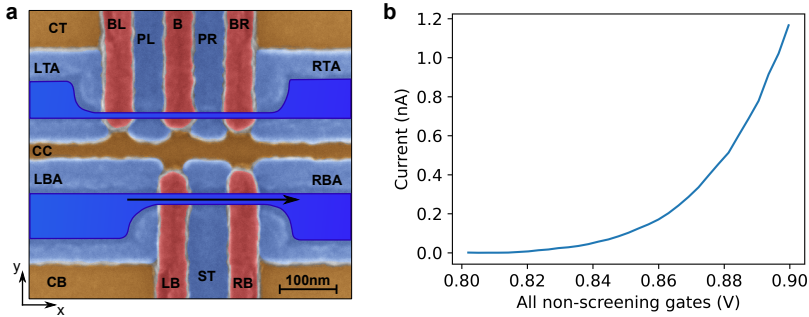 a
CT
BL
B
BR
PL
PR
LTA
RTA
CC
LBA
RBA
CB
LB
ST
RB
100nm
y
x
b
Current (nA)
1.2
1.0
0.8
0.6
0.4
0.2
0.0
0.80
0.82
0.84
0.86
0.88
0.90
All non-screening gates (V)